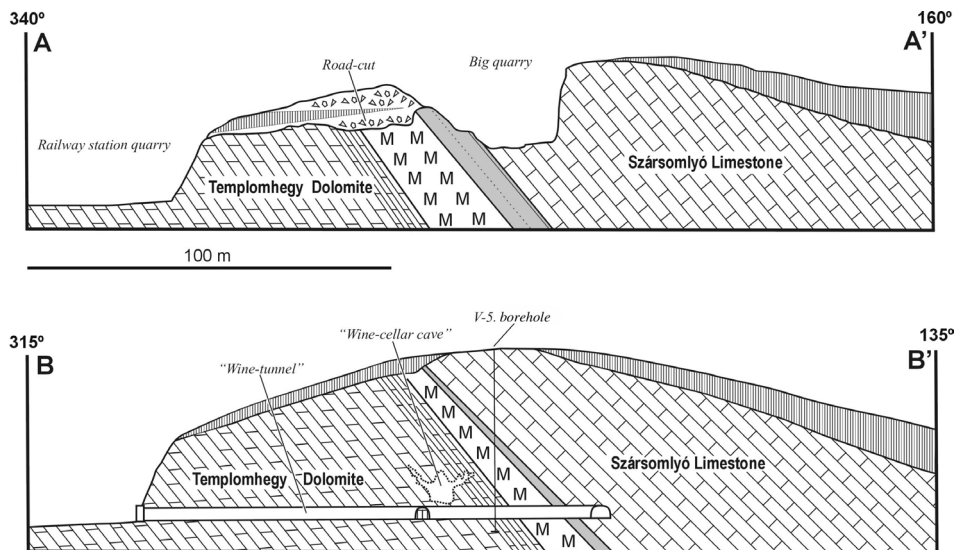 340º
160º
A
A’
Road-cut
Big quarry
Railway station quarry
Templomhegy Dolomite
Szársomlyó Limestone
M M
M M
M M
M M
M M
100 m
315º
135º
B
B’
V-5. borehole
“Wine-cellar cave”
“Wine-tunnel”
M
M
M
M
M
M
M
Templomhegy Dolomite
Szársomlyó Limestone
M
M
M
M